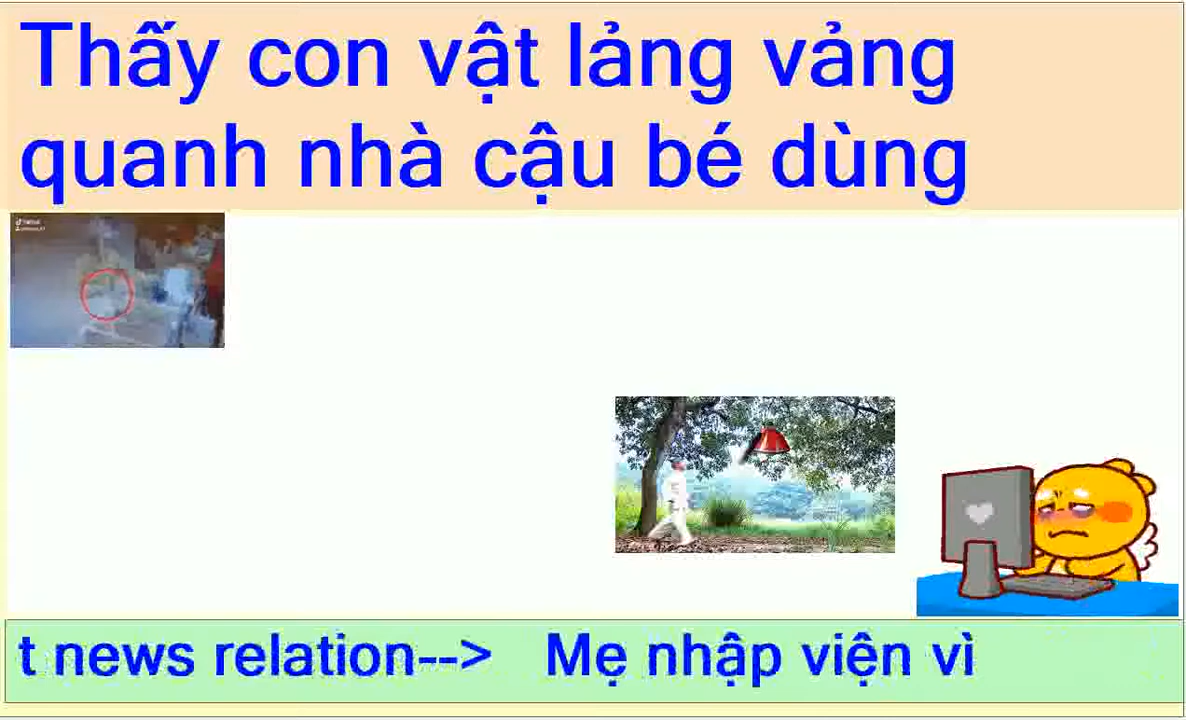 Thấy con vật lảng vảng
quanh nhà cậu bé dùng
t news relation--> Mẹ nhập viện vì